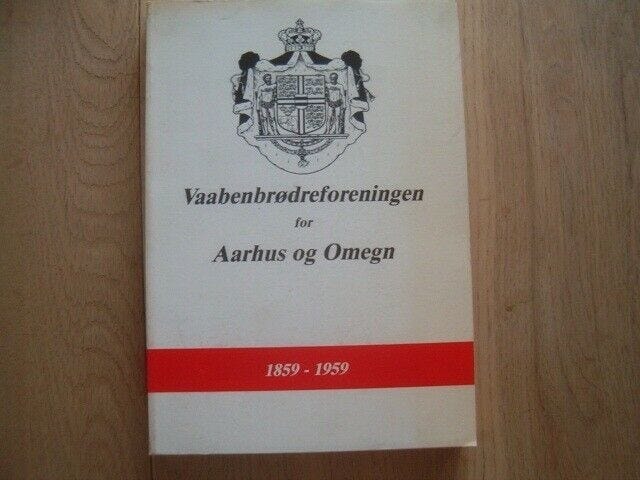 Vaabenbrødreforeningen
for
Aarhus og Omegn
1859 - 1959